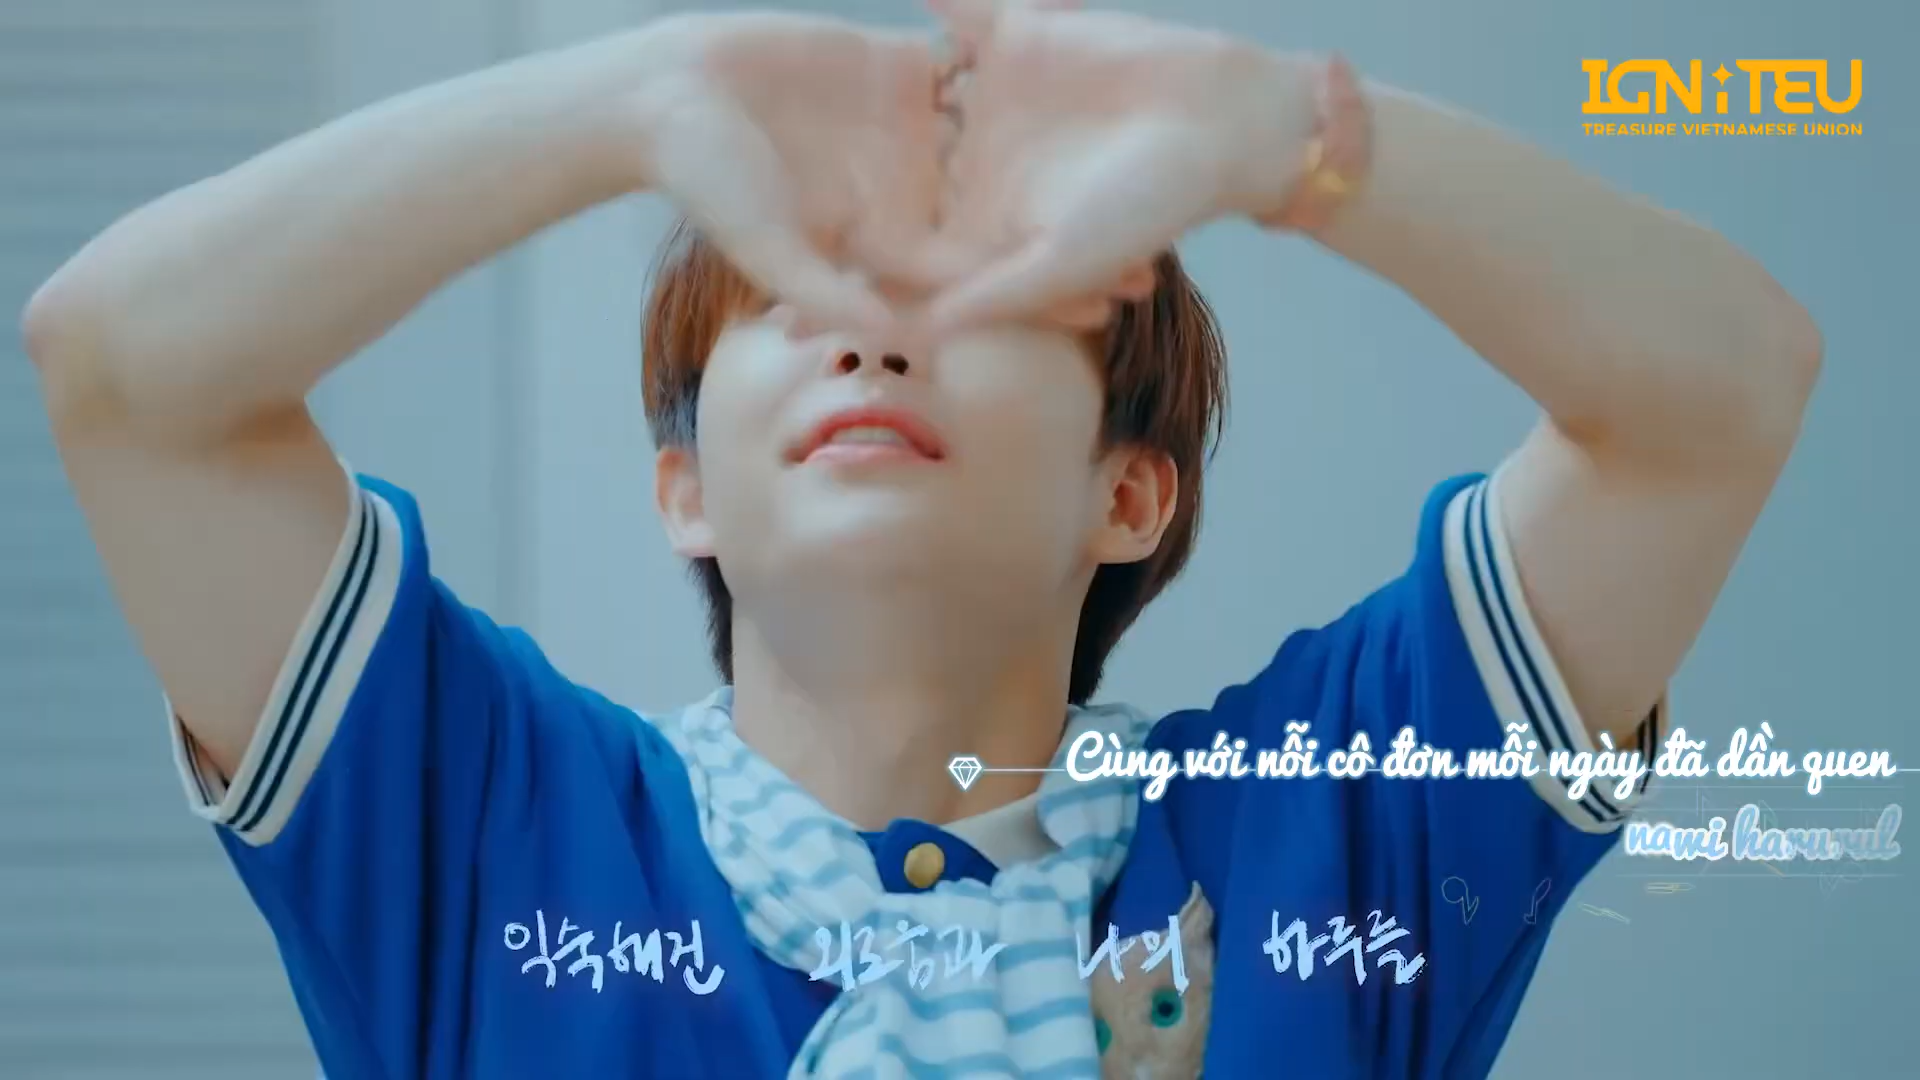 IGNITEU
TREASURE VIETNAMESE UNION
Cùng với nỗi cô đơn mỗi ngày đã dần quen
nawi harurul
익숙해진 외로움과 나의 하루를